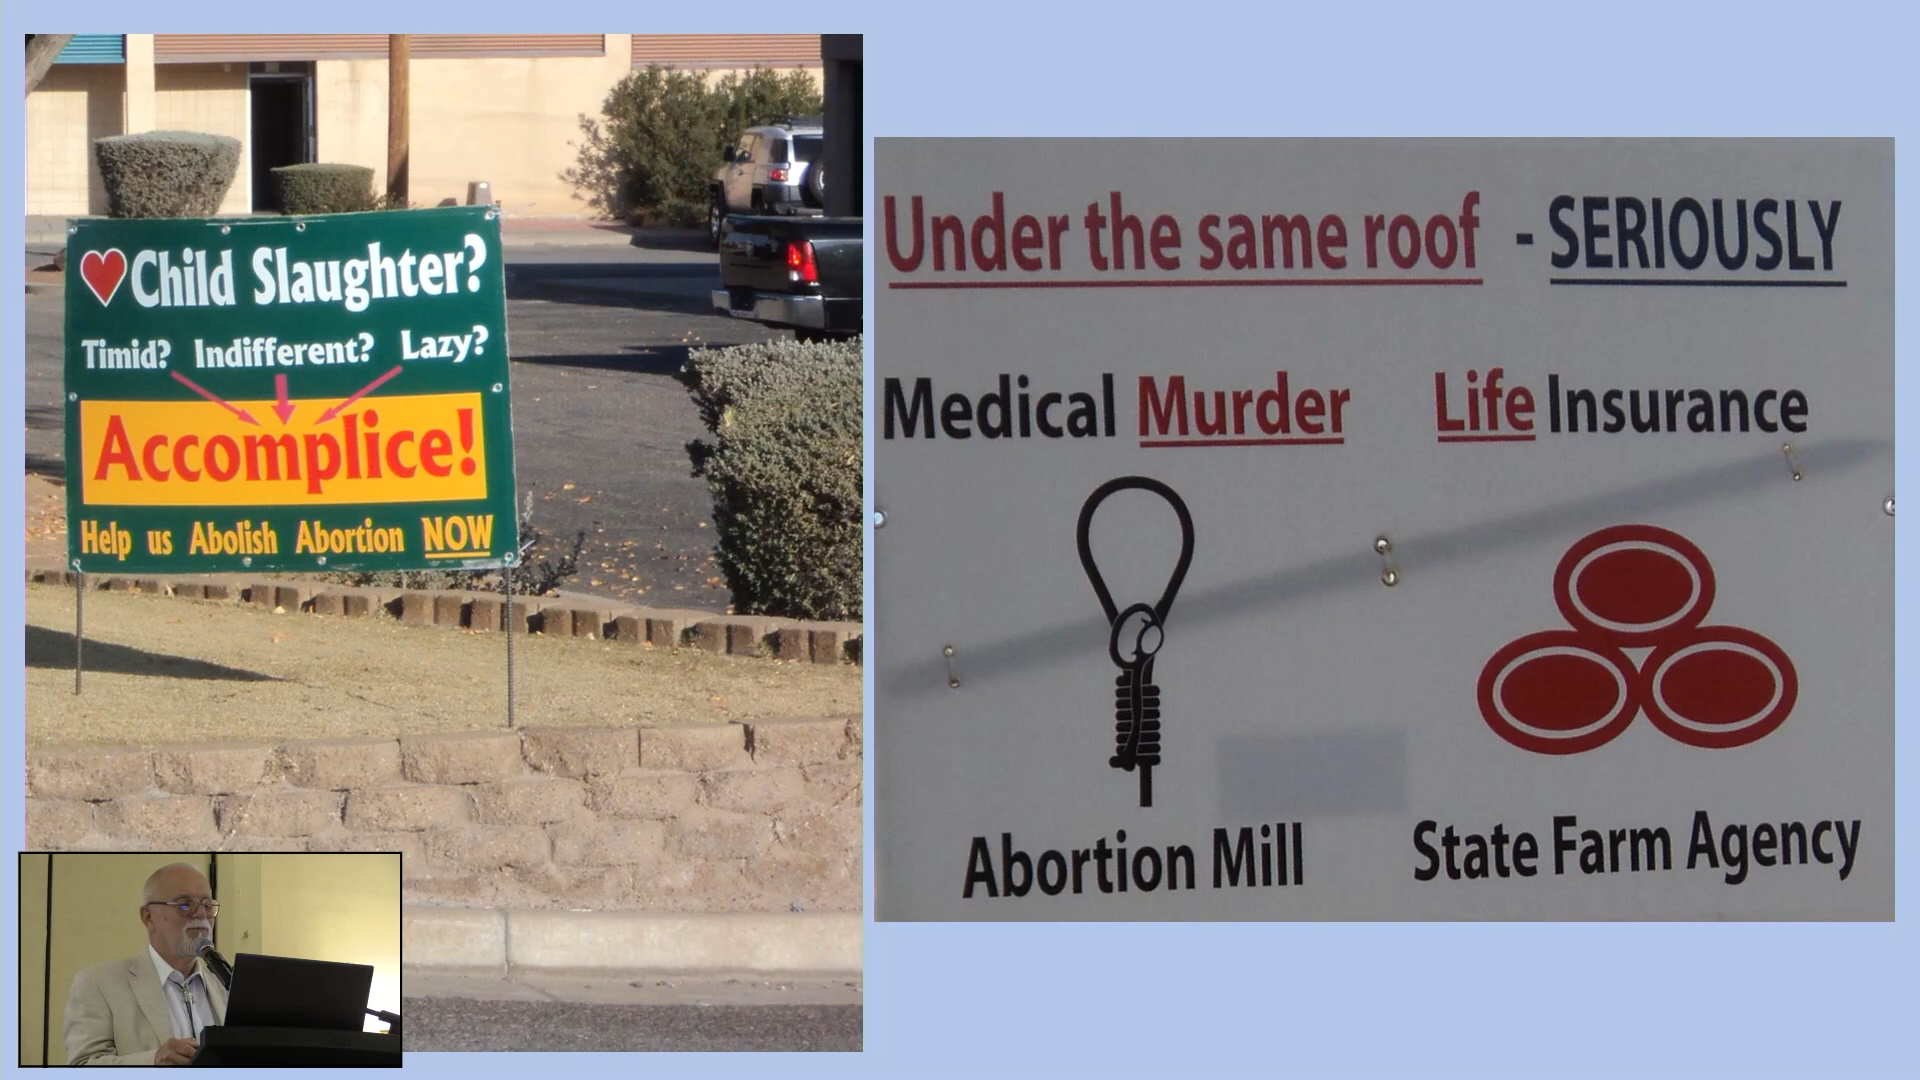 ♥Child Slaughter?
Timid? Indifferent? Lazy?
Accomplice!
Help us Abolish Abortion NOW
Under the same roof - SERIOUSLY
Medical Murder Life Insurance
Abortion Mill State Farm Agency